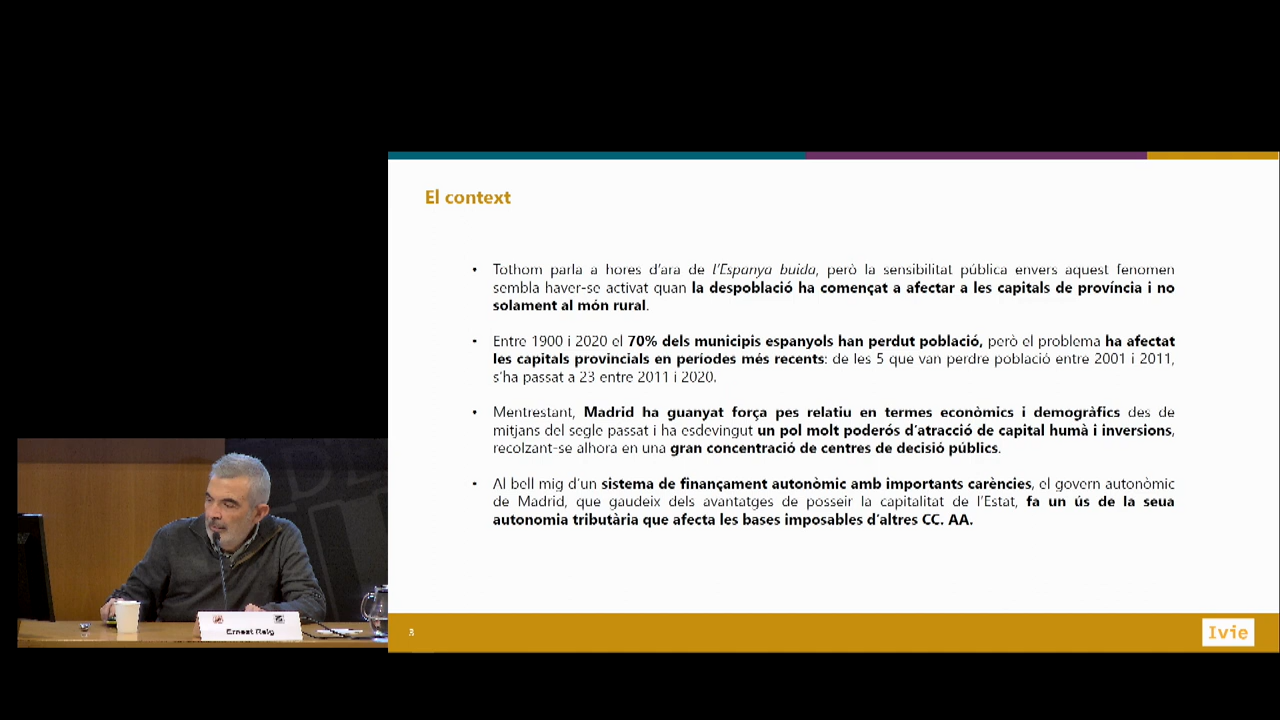 El context
• Tothom parla a hores d'ara de l'Espanya buida, però la sensibilitat pública envers aquest fenomen
sembla haver-se activat quan la despoblació ha començat a afectar a les capitals de província i no
solament al món rural.
• Entre 1900 i 2020 el 70% dels municipis espanyols han perdut població, però el problema ha afectat
les capitals provincials en períodes més recents: de les 5 que van perdre població entre 2001 i 2011,
s'ha passat a 23 entre 2011 i 2020.
• Mentrestant, Madrid ha guanyat força pes relatiu en termes econòmics i demogràfics des de
mitjans del segle passat i ha esdevingut un pol molt poderós d'atracció de capital humà i inversions,
recolzant-se alhora en una gran concentració de centres de decisió públics.
• Al bell mig d'un sistema de finançament autonòmic amb importants carències, el govern autonòmic
de Madrid, que gaudeix dels avantatges de posseir la capitalitat de l'Estat, fa un ús de la seua
autonomia tributària que afecta les bases imposables d'altres CC. AA.
3
Ivie
Ernest Reig